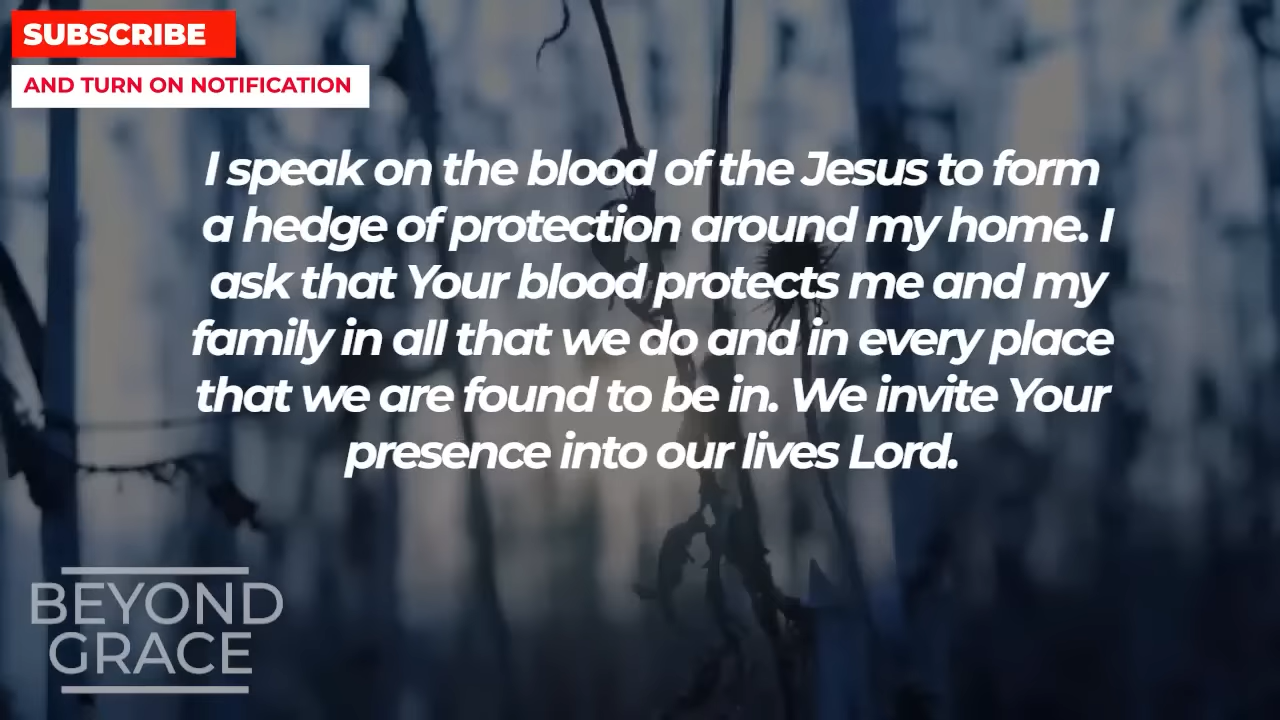 SUBSCRIBE
AND TURN ON NOTIFICATION
I speak on the blood of the Jesus to form
a hedge of protection around my home. I
ask that Your blood protects me and my
family in all that we do and in every place
that we are found to be in. We invite Your
presence into our lives Lord.
BEYOND
GRACE